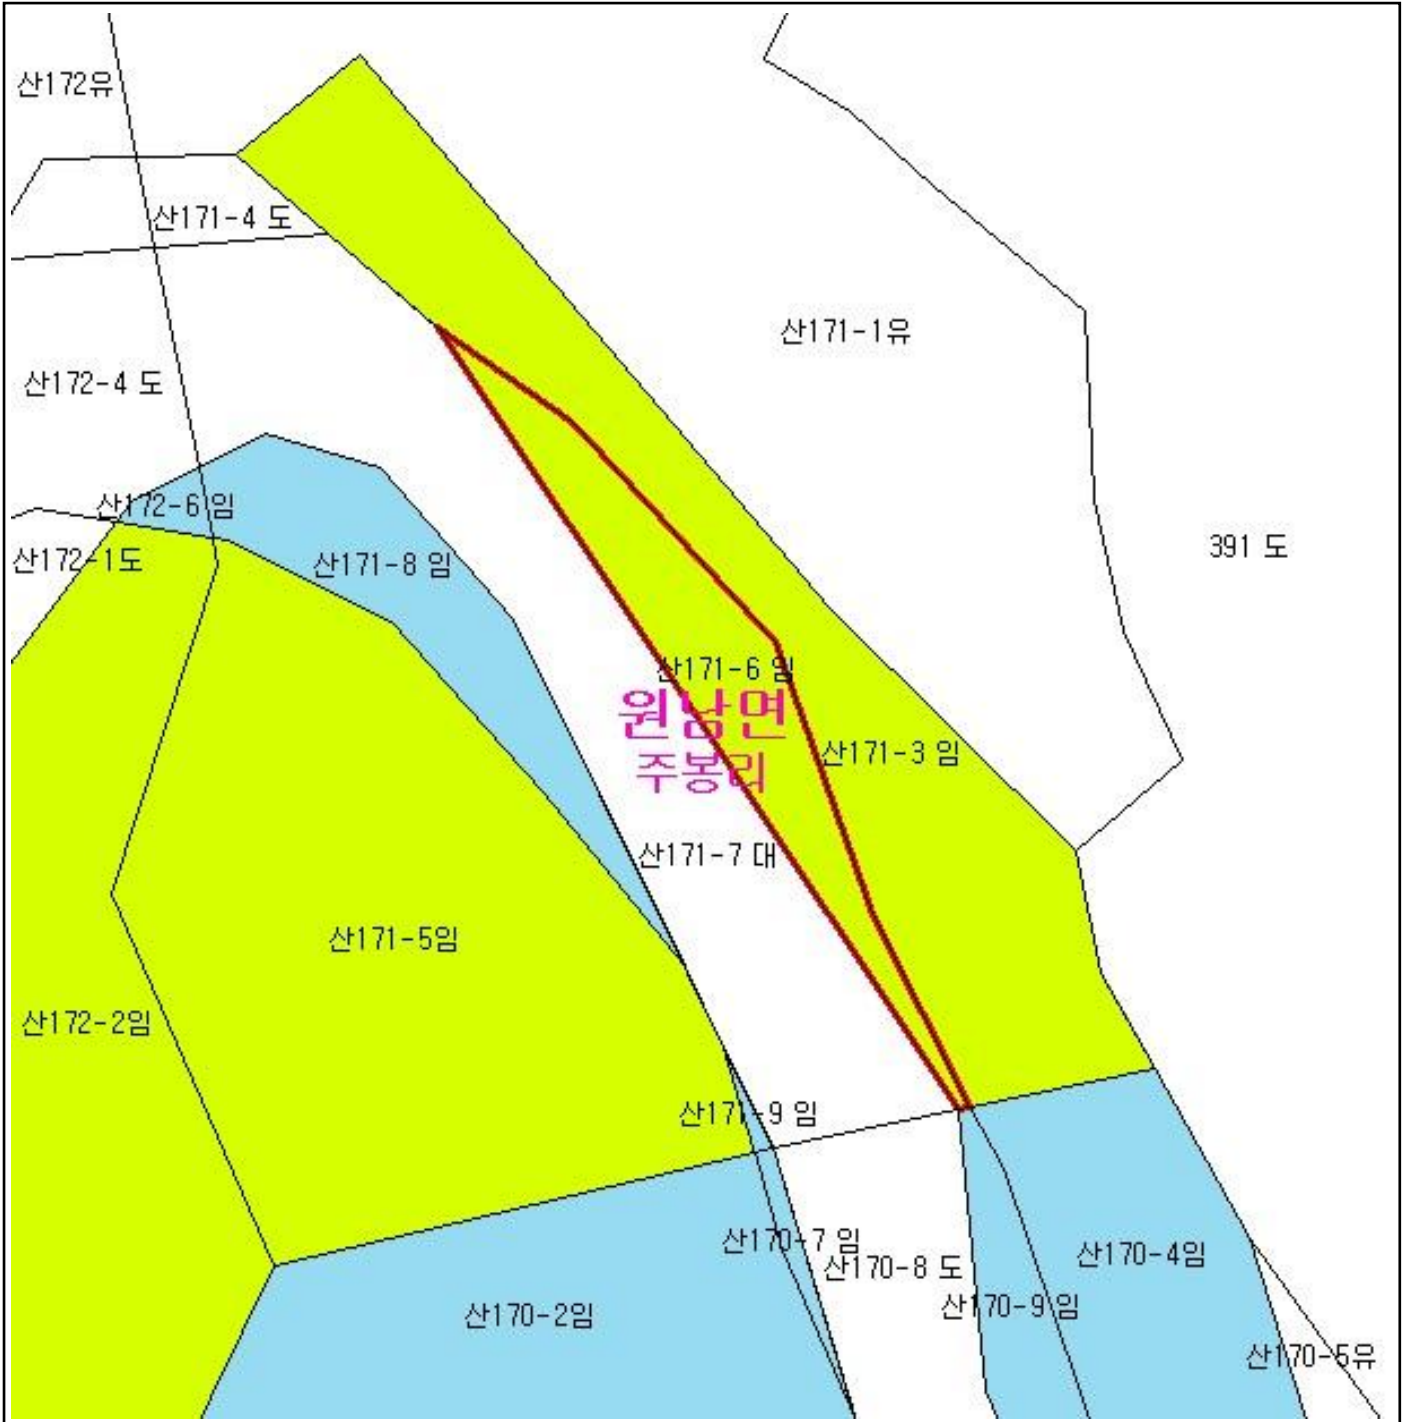 산172유
산171-4 도
산171-1유
산172-4 도
산172-6 임
391 도
산172-1도
산171-8 임
산171-6 임
원남면
주봉리
산171-3 임
산171-7 대
산171-5임
산172-2임
산171-9 임
산170-7 임
산170-8 도
산170-4임
산170-9 임
산170-2임
산170-5유